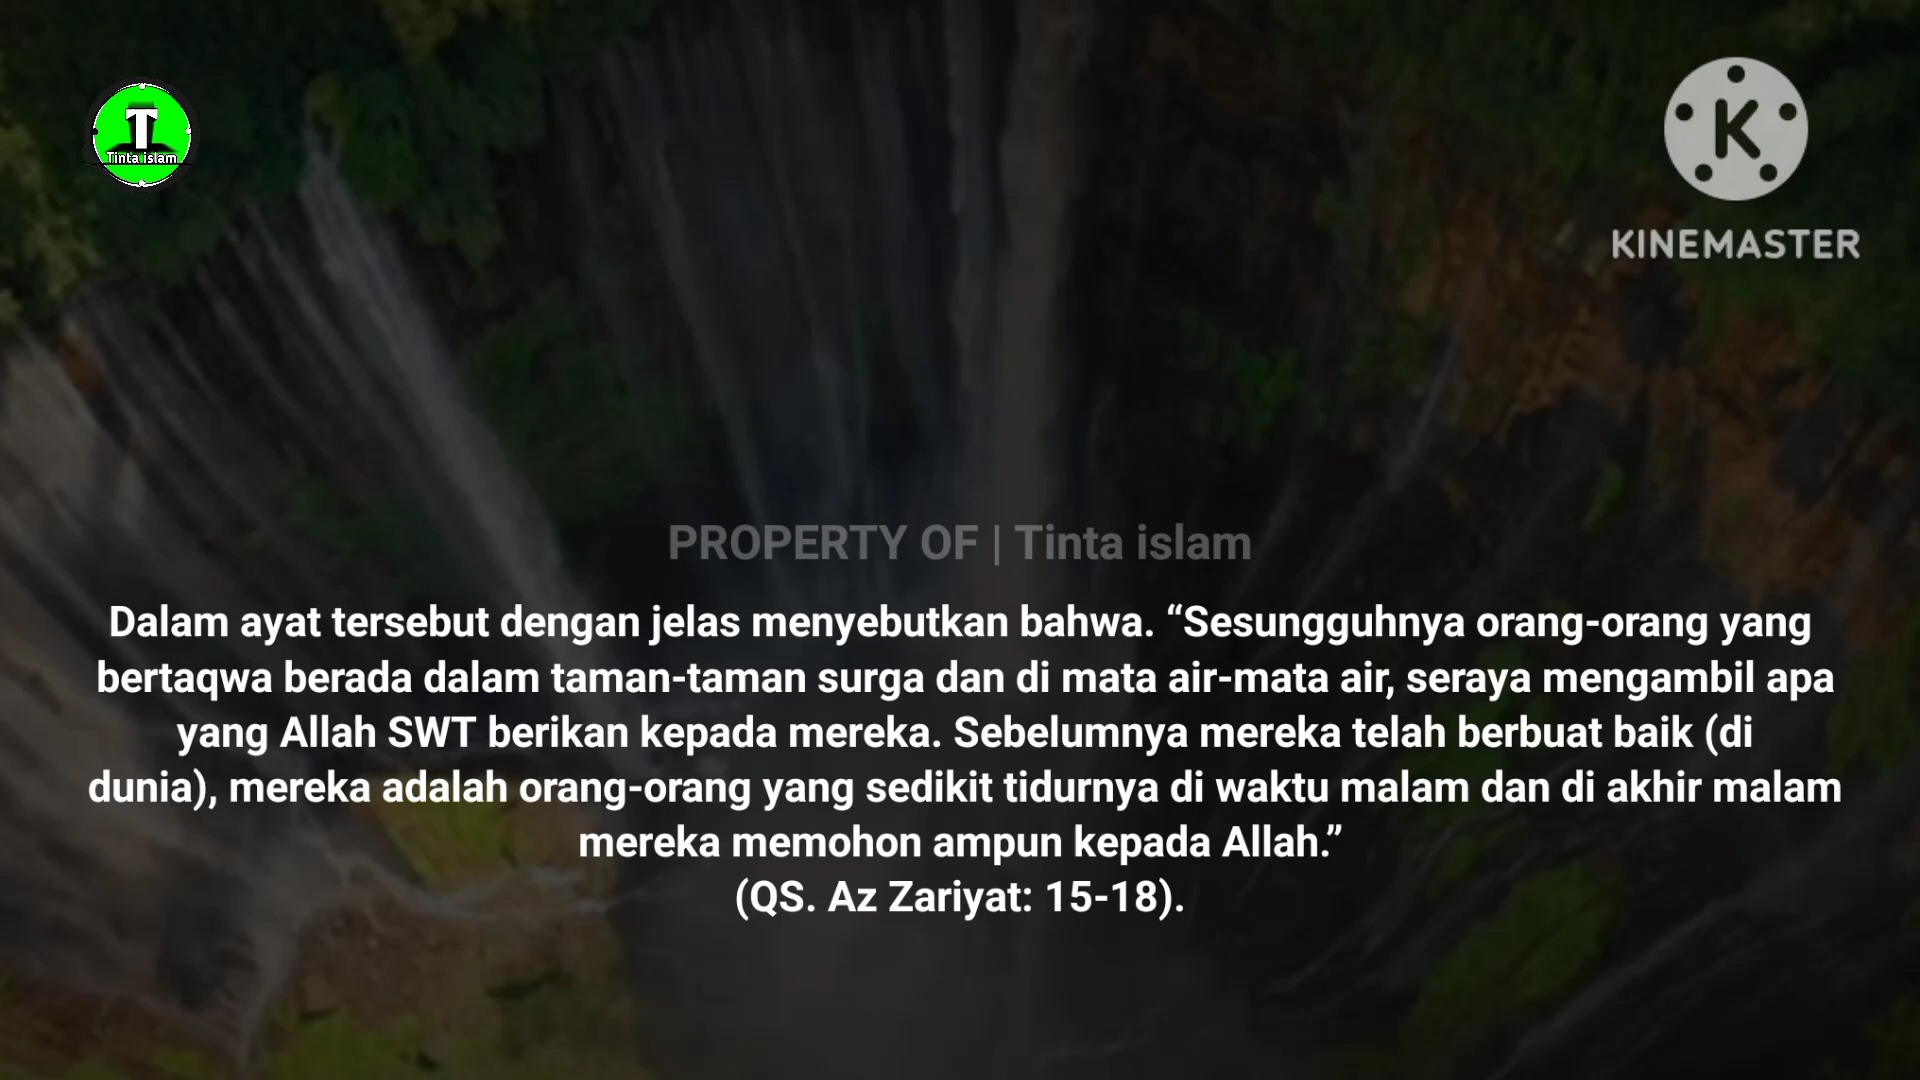 T
Tinta islam
K
KINEMASTER
PROPERTY OF | Tinta islam
Dalam ayat tersebut dengan jelas menyebutkan bahwa. “Sesungguhnya orang-orang yang
bertaqwa berada dalam taman-taman surga dan di mata air-mata air, seraya mengambil apa
yang Allah SWT berikan kepada mereka. Sebelumnya mereka telah berbuat baik (di
dunia), mereka adalah orang-orang yang sedikit tidurnya di waktu malam dan di akhir malam
mereka memohon ampun kepada Allah.”
(QS. Az Zariyat: 15-18).